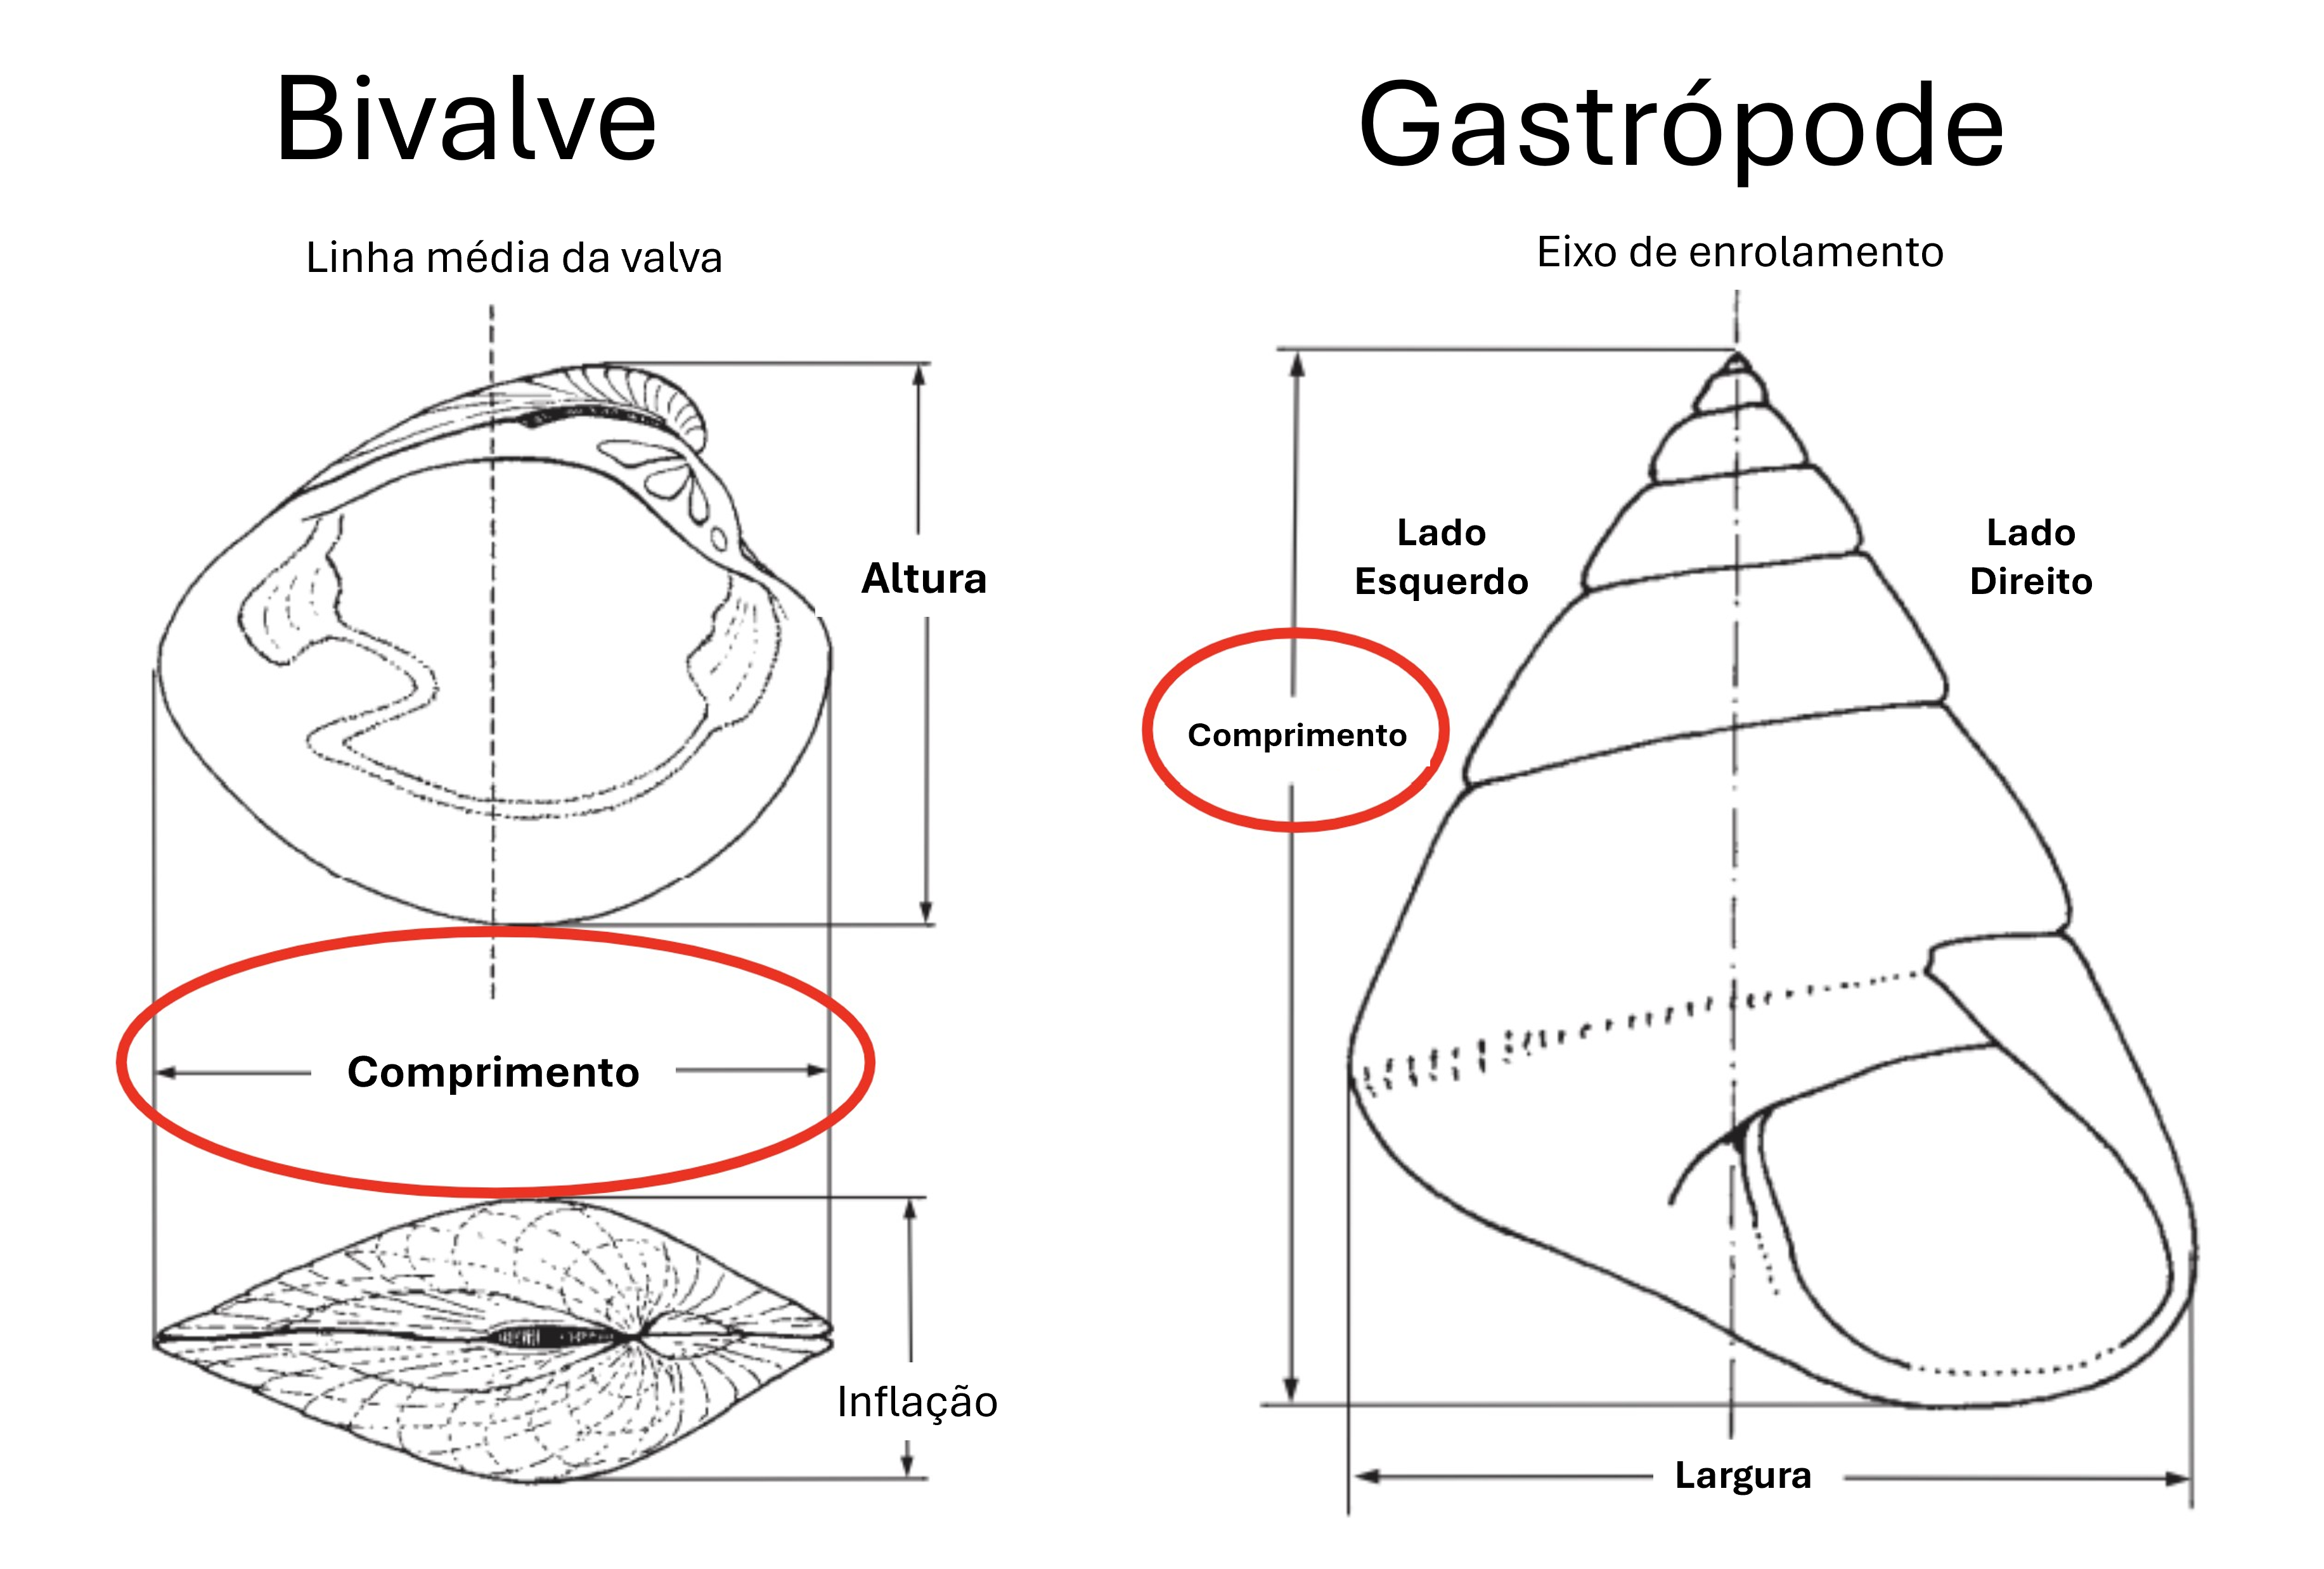 Bivalve
Linha média da valva
Altura
Comprimento
Inflação
Gastrópode
Eixo de enrolamento
Lado
Esquerdo
Lado
Direito
Comprimento
Largura